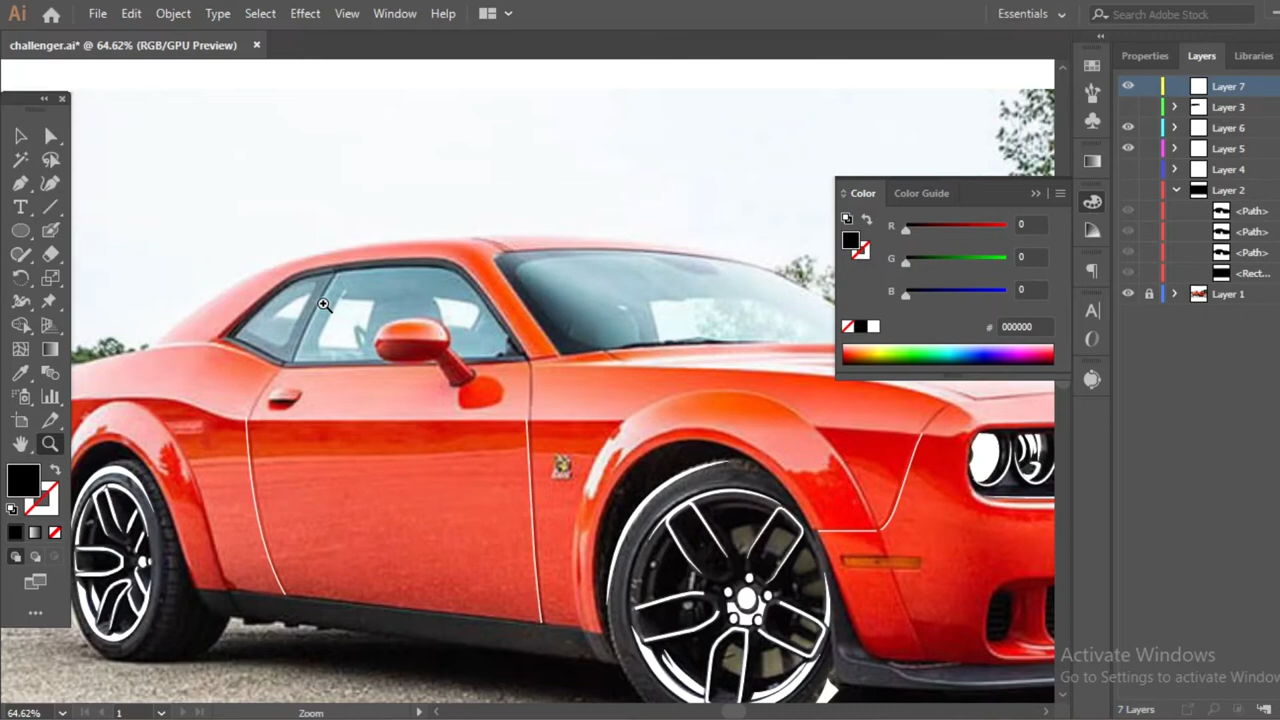 Ai File Edit Object Type Select Effect View Window Help Essentials Search Adobe Stock
challenger.ai* @ 64.62% (RGB/GPU Preview)
Properties Layers Libraries
Layer 7
Layer 3
Layer 6
Layer 5
Layer 4
Layer 2
<Path>
<Path>
<Path>
<Rect...
Layer 1
Color Color Guide
R 0
G 0
B 0
# 000000
Activate Windows
Go to Settings to activate Window
64.62% 1 Zoom
7 Layers